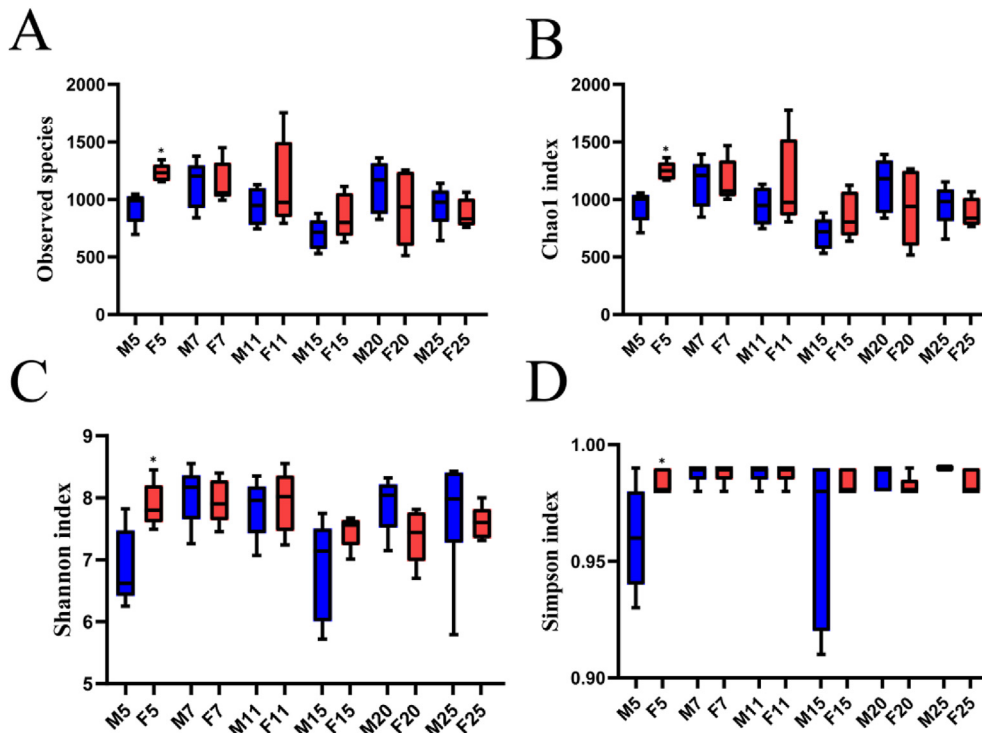 A
Observed species
2000
1500
1000
500
0
*
M5 F5 M7 F7 M11 F11 M15 F15 M20 F20 M25 F25
B
Chao1 index
2000
1500
1000
500
0
*
M5 F5 M7 F7 M11 F11 M15 F15 M20 F20 M25 F25
C
Shannon index
9
8
7
6
5
*
M5 F5 M7 F7 M11 F11 M15 F15 M20 F20 M25 F25
D
Simpson index
1.00
0.95
0.90
*
M5 F5 M7 F7 M11 F11 M15 F15 M20 F20 M25 F25